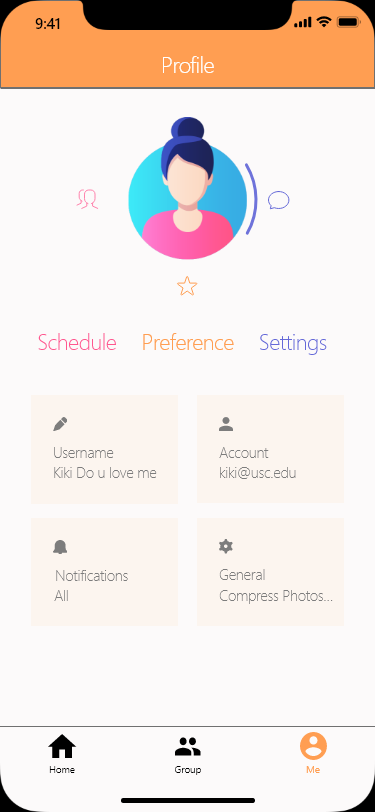 9:41
Profile
Schedule Preference Settings
Username
Kiki Do u love me
Account
kiki@usc.edu
Notifications
All
General
Compress Photos...
Home Group Me